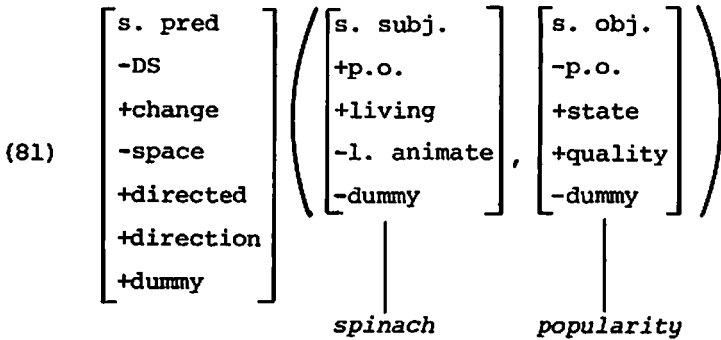 s. pred s. subj. s. obj.
-DS +p.o. -p.o.
+change +living +state
(81) -space -l. animate , +quality
+directed -dummy -dummy
+direction
+dummy
spinach popularity